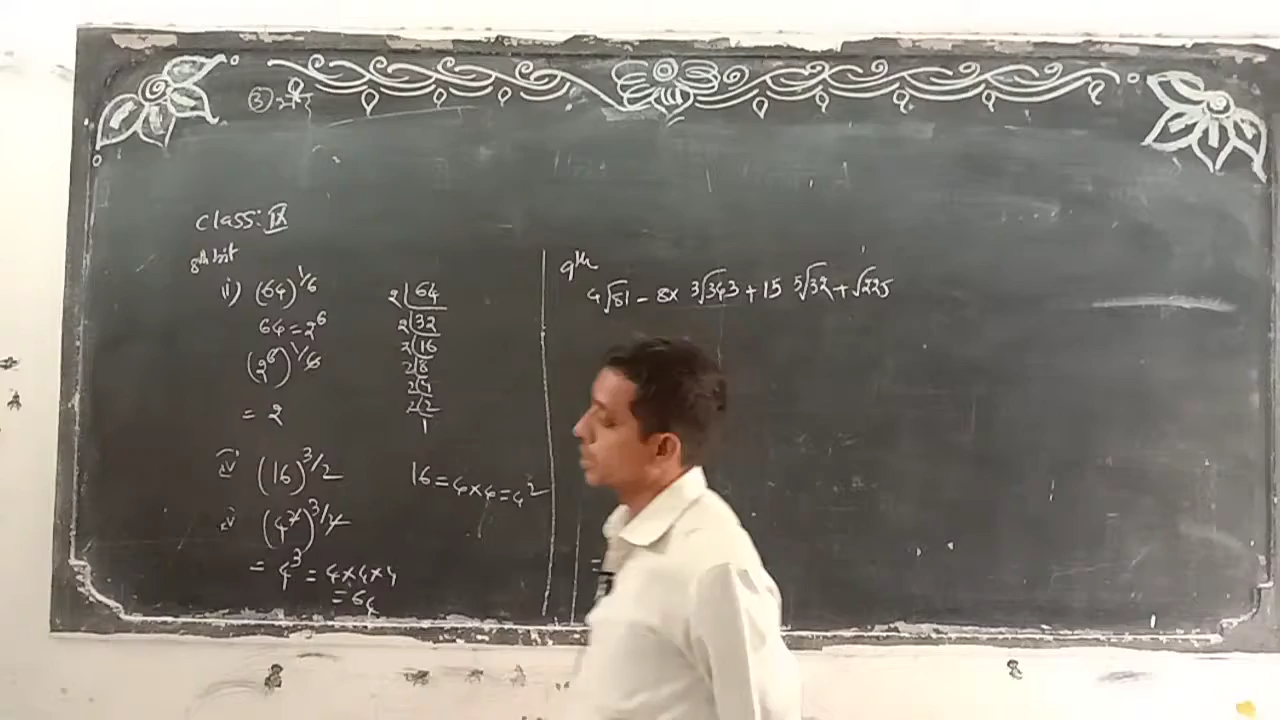 Class: IX
8th bit
ii) (64)^1/6
64 = 2^6
(2^6)^1/6
= 2
2 | 64
2 | 32
2 | 16
2 | 8
2 | 4
2 | 2
1
iv (16)^3/2
16 = 4 × 4 = 4^2
(4^2)^3/2
= 4^3 = 4 × 4 × 4
= 64
9th
4√81 - 8 × 3√343 + 15 5√32 + √225